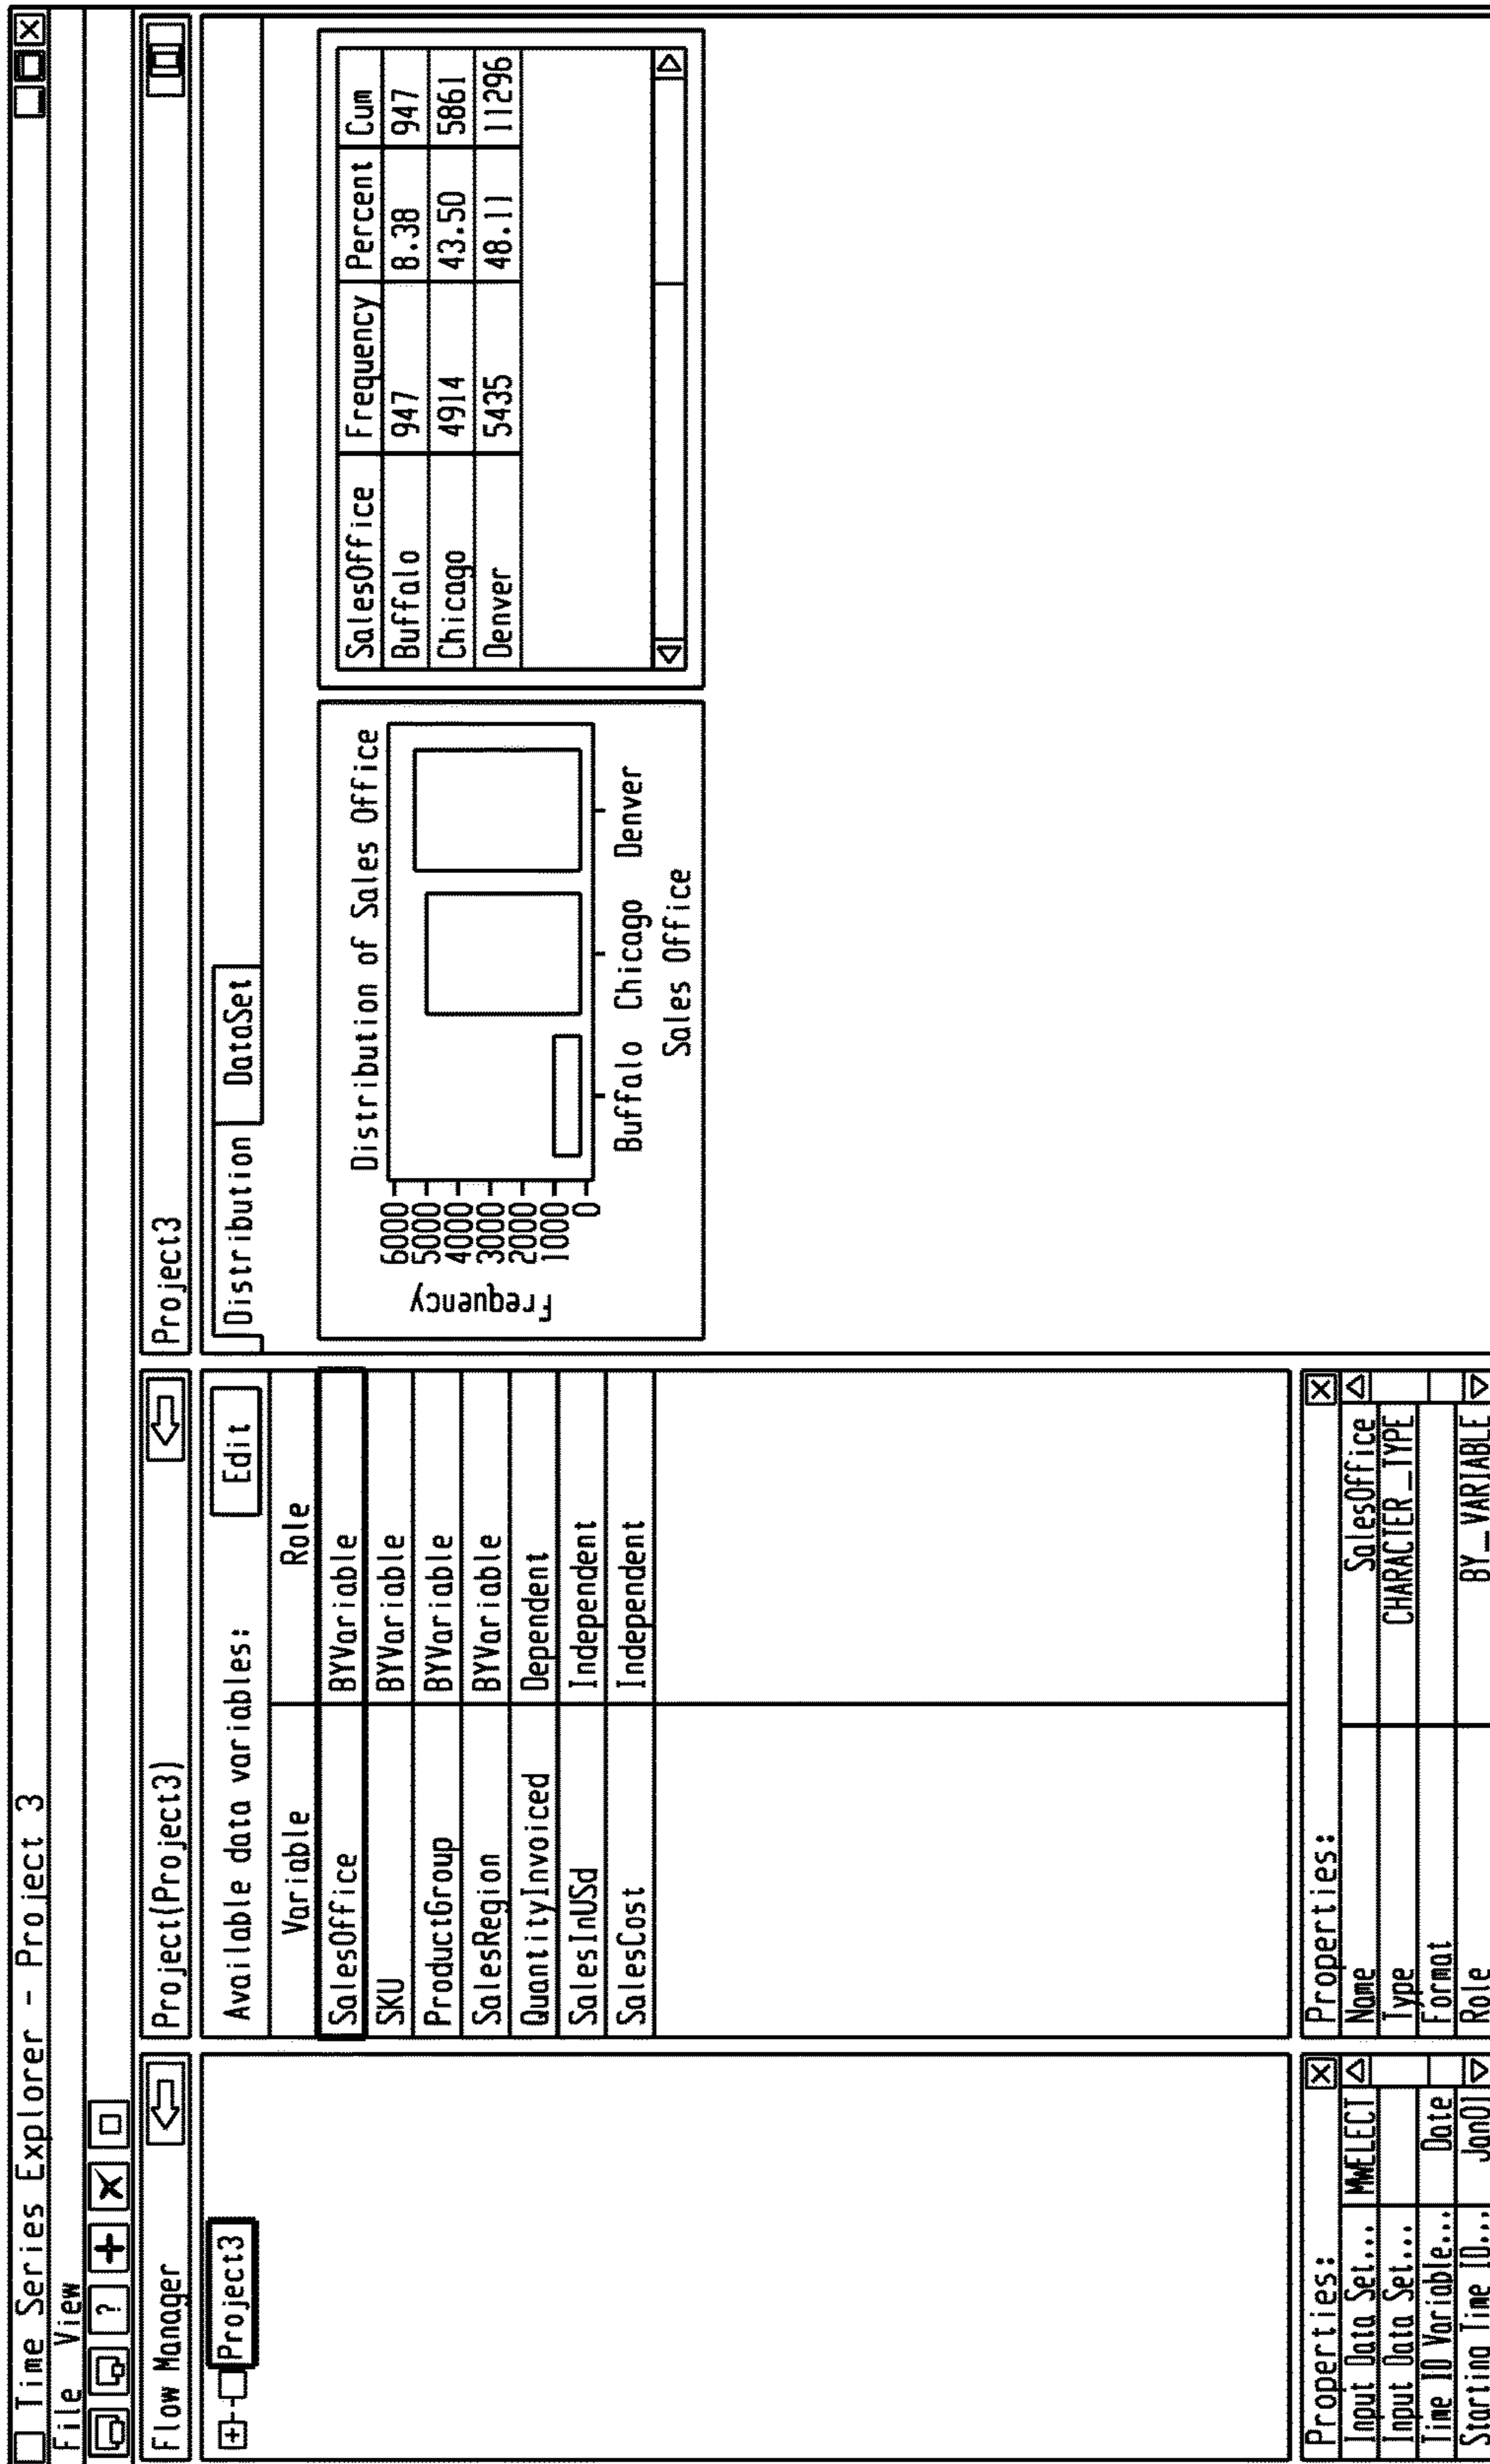 Time Series Explorer - Project 3
File View
?
Flow Manager
Project3
Properties:
Input Data Set... MWELECT
Input Data Set...
Time ID Variable... Date
Starting Time ID... Jan01
Project(Project3)
Available data variables: Edit
Variable Role
SalesOffice BYVariable
SKU BYVariable
ProductGroup BYVariable
SalesRegion BYVariable
QuantityInvoiced Dependent
SalesInUSd Independent
SalesCost Independent
Properties:
Name SalesOffice
Type CHARACTER_TYPE
Format
Role BY_VARIABLE
Project3
Distribution DataSet
Distribution of Sales Office
Frequency
6000
5000
4000
3000
2000
1000
0
Buffalo Chicago Denver
Sales Office
SalesOffice Frequency Percent Cum
Buffalo 947 8.38 947
Chicago 4914 43.50 5861
Denver 5435 48.11 11296